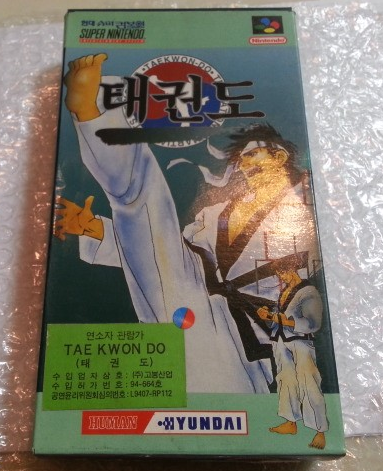 현대 슈퍼 컴보이
SUPER NINTENDO
ENTERTAINMENT SYSTEM
Nintendo
TAEKWON-DO
태권도
연소자 관람가
TAE KWON DO
(태 권 도)
수 입 업 자 상 호 : (주)고봉산업
수 입 허 가 번 호 : 94-664호
공연윤리위원회심의번호 : L9407-RP112
HUMAN
HYUNDAI